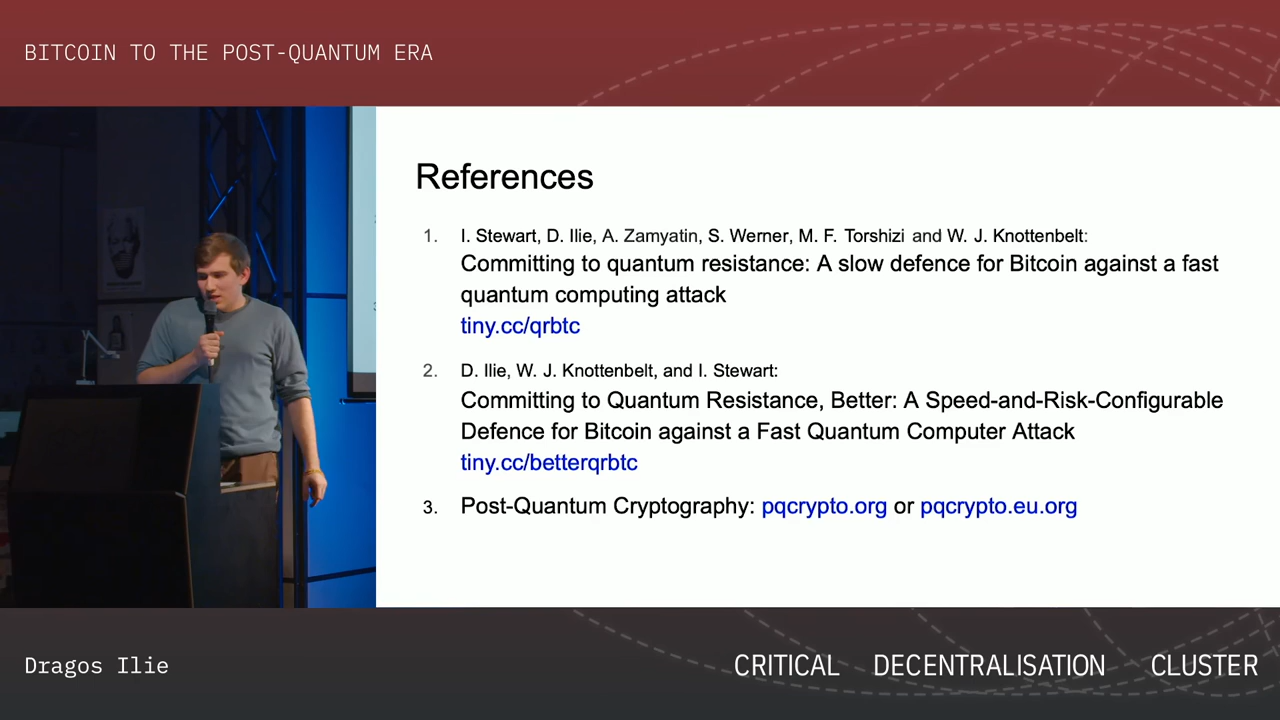 BITCOIN TO THE POST-QUANTUM ERA
References
1. I. Stewart, D. Ilie, A. Zamyatin, S. Werner, M. F. Torshizi and W. J. Knottenbelt:
Committing to quantum resistance: A slow defence for Bitcoin against a fast
quantum computing attack
tiny.cc/qrbtc
2. D. Ilie, W. J. Knottenbelt, and I. Stewart:
Committing to Quantum Resistance, Better: A Speed-and-Risk-Configurable
Defence for Bitcoin against a Fast Quantum Computer Attack
tiny.cc/betterqrbtc
3. Post-Quantum Cryptography: pqcrypto.org or pqcrypto.eu.org
Dragos Ilie
CRITICAL DECENTRALISATION CLUSTER